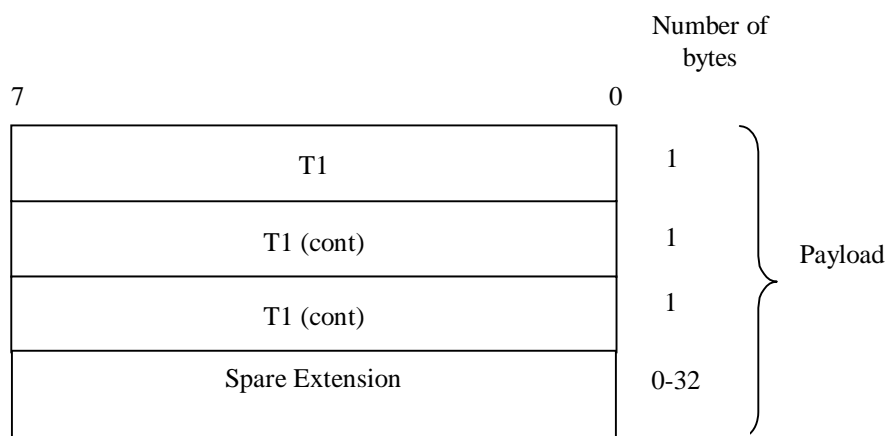 Number of
bytes
7 0
T1 1
T1 (cont) 1
Payload
T1 (cont) 1
Spare Extension 0-32